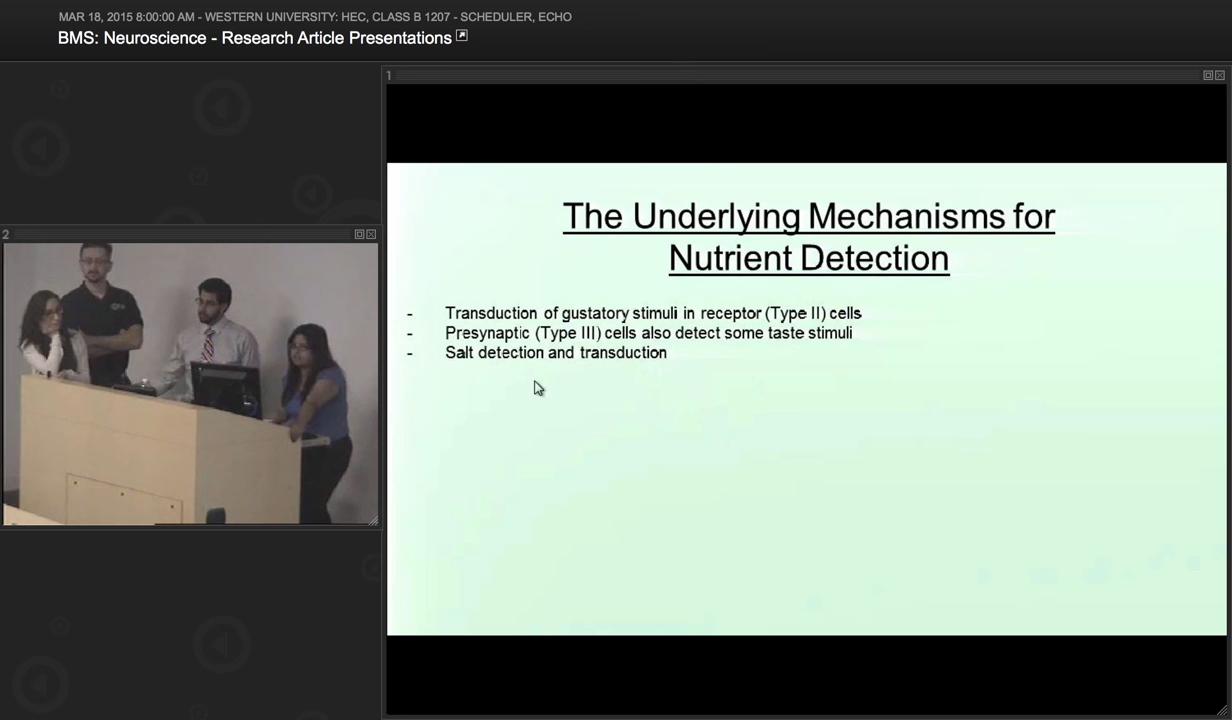 MAR 18, 2015 8:00:00 AM - WESTERN UNIVERSITY: HEC, CLASS B 1207 - SCHEDULER, ECHO
BMS: Neuroscience - Research Article Presentations
1
2
The Underlying Mechanisms for
Nutrient Detection
- Transduction of gustatory stimuli in receptor (Type II) cells
- Presynaptic (Type III) cells also detect some taste stimuli
- Salt detection and transduction